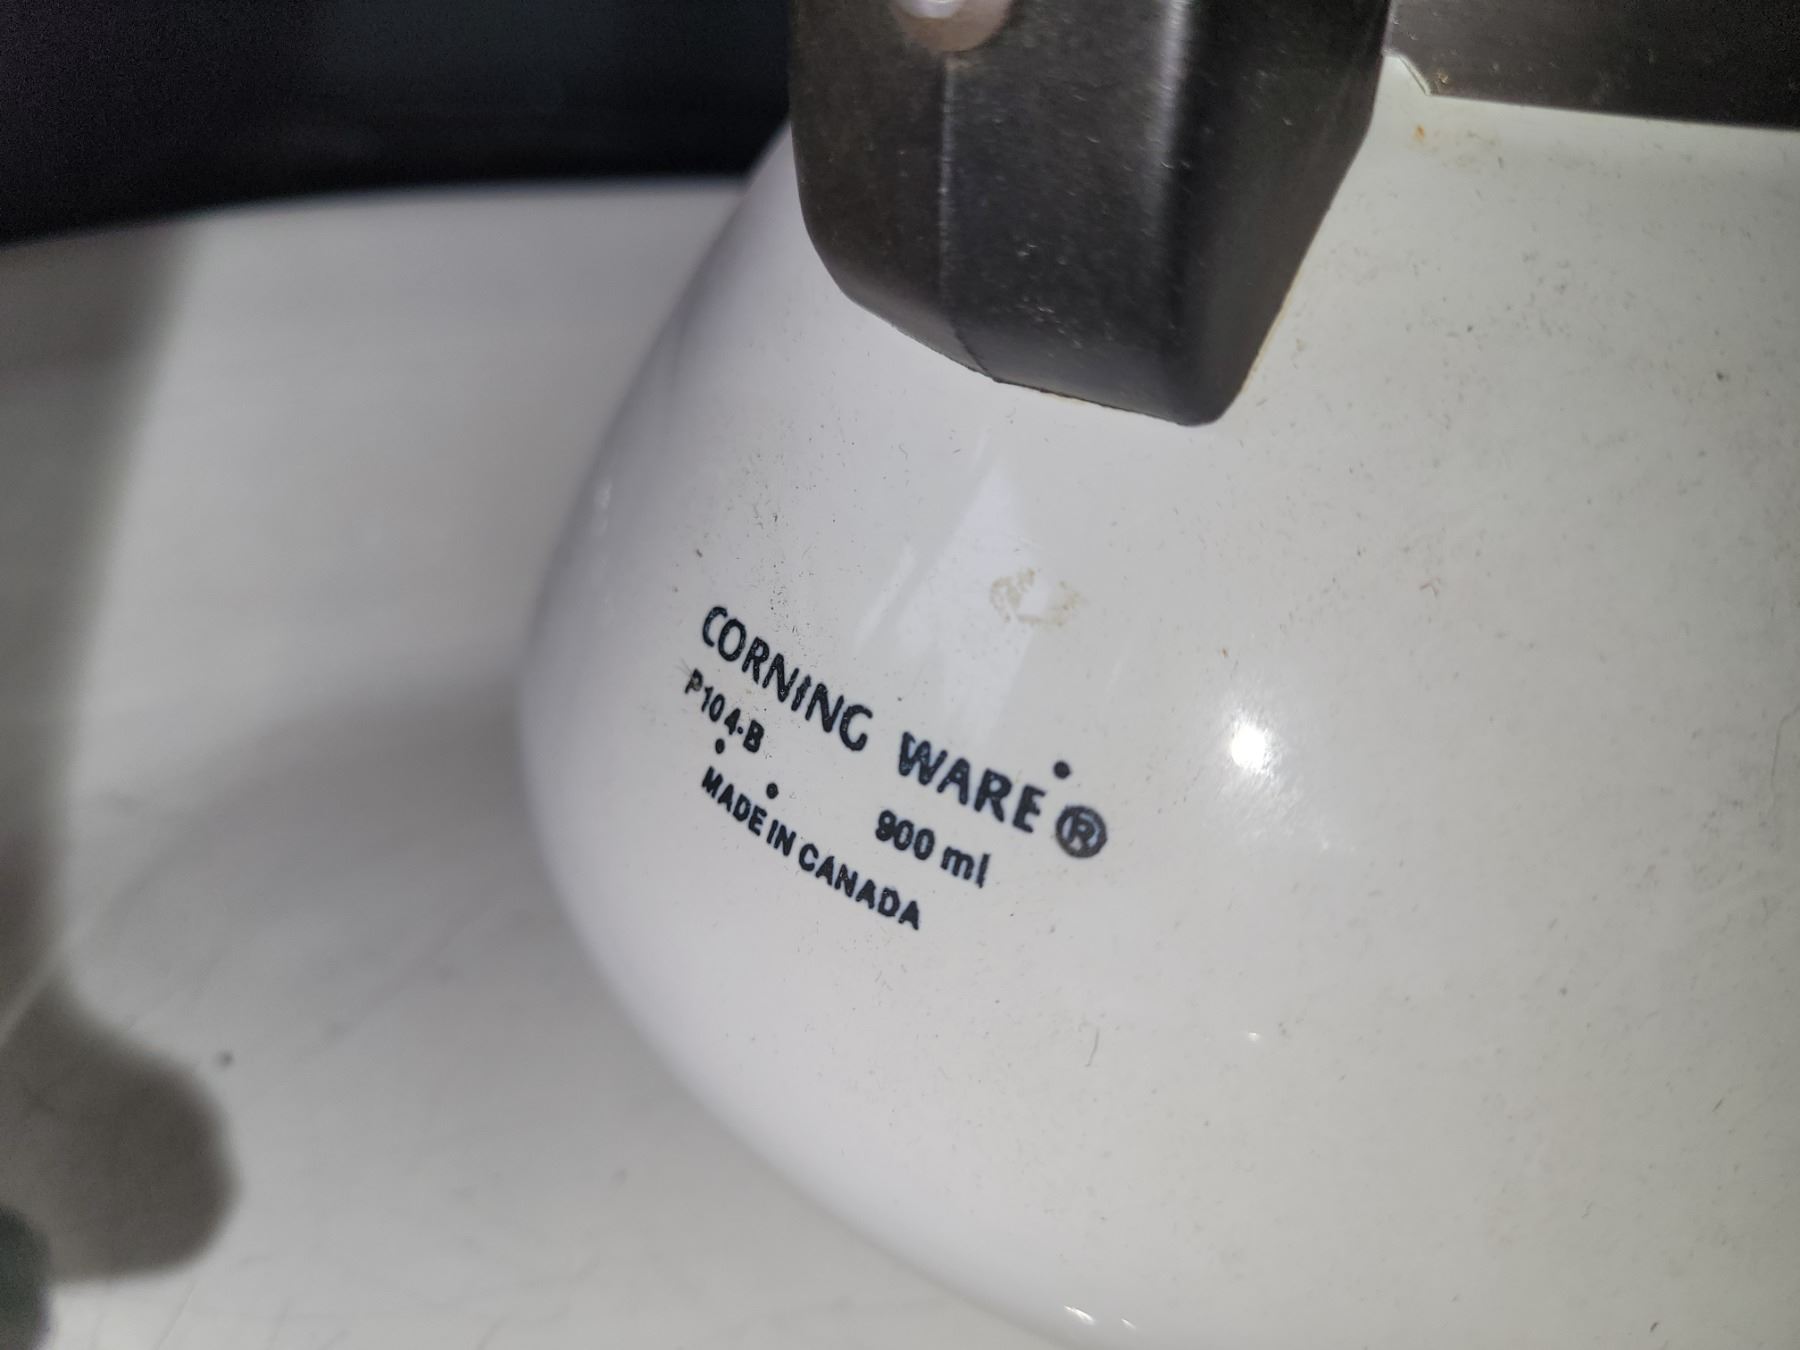 CORNING WARE®
P104-B
900 ml
MADE IN CANADA